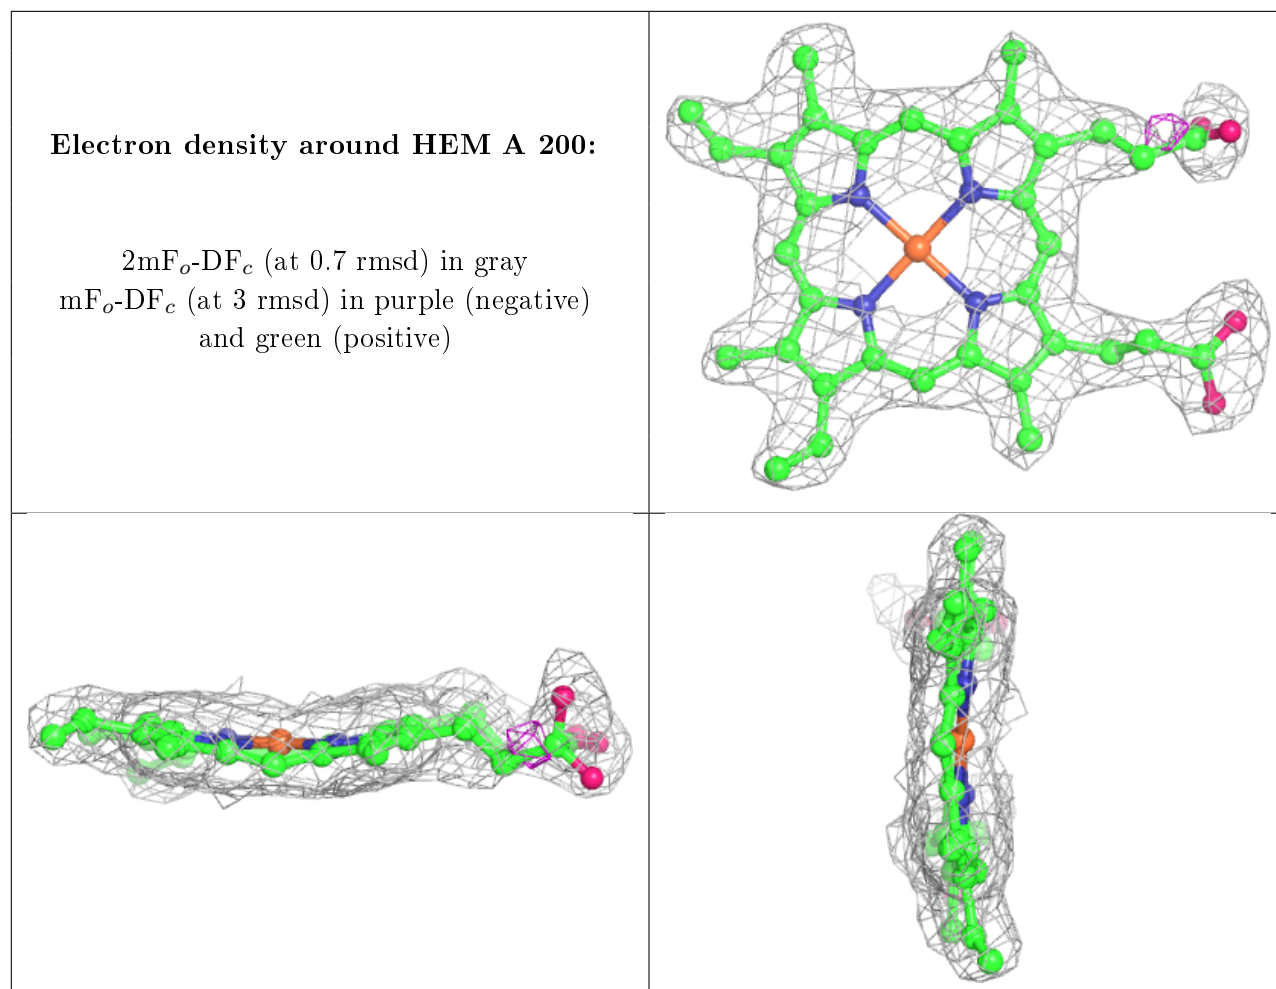 Electron density around HEM A 200:
2mFo-DFc (at 0.7 rmsd) in gray
mFo-DFc (at 3 rmsd) in purple (negative)
and green (positive)